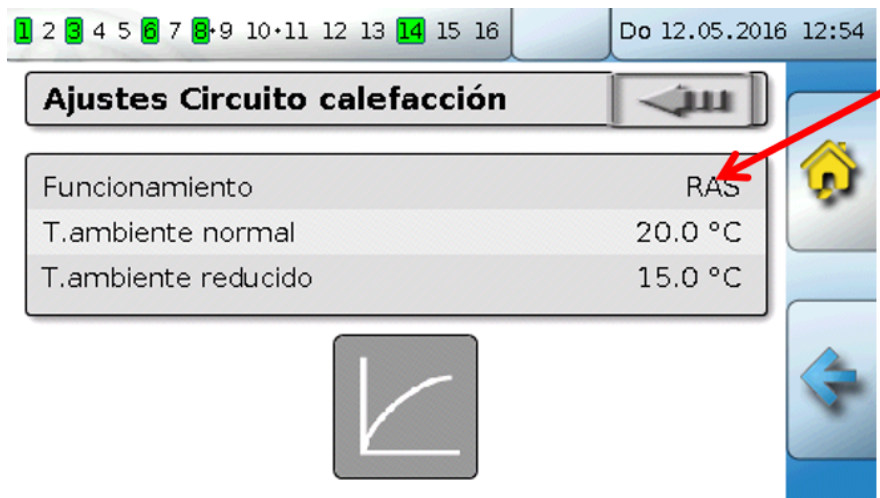 1 2 3 4 5 6 7 8·9 10·11 12 13 14 15 16 Do 12.05.2016 12:54
Ajustes Circuito calefacción
Funcionamiento RAS
T.ambiente normal 20.0 °C
T.ambiente reducido 15.0 °C